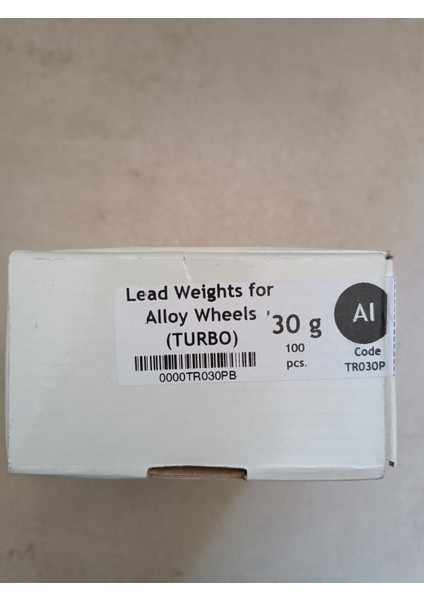 Lead Weights for
Alloy Wheels
(TURBO)
0000TR030PB
30 g
100
pcs.
Al
Code
TR030P